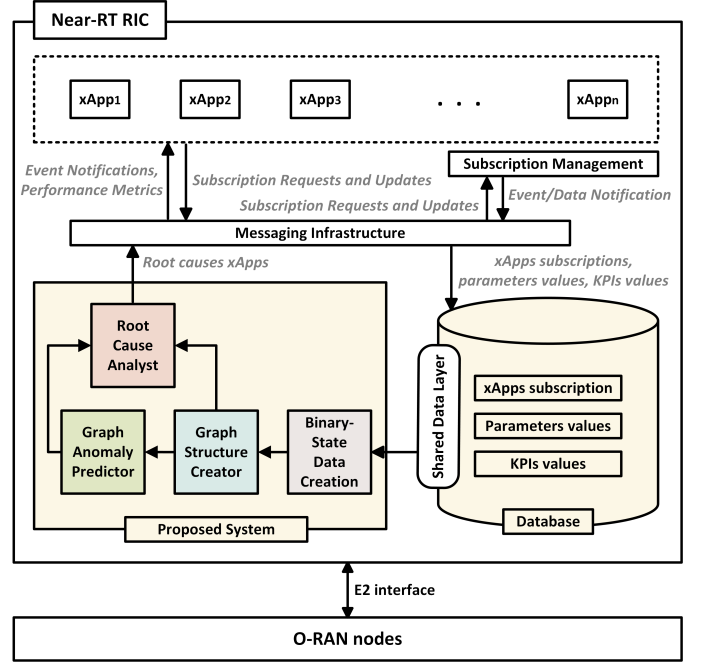 Near-RT RIC
xApp1
xApp2
xApp3
. . .
xAppn
Event Notifications,
Performance Metrics
Subscription Requests and Updates
Subscription Management
Subscription Requests and Updates
Event/Data Notification
Messaging Infrastructure
Root causes xApps
xApps subscriptions,
parameters values, KPIs values
Root
Cause
Analyst
Graph
Anomaly
Predictor
Graph
Structure
Creator
Binary-
State
Data
Creation
Proposed System
Shared Data Layer
xApps subscription
Parameters values
KPIs values
Database
E2 interface
O-RAN nodes